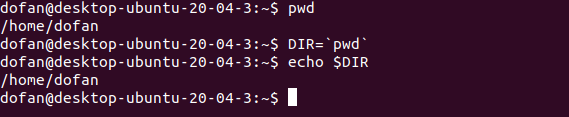 dofan@desktop-ubuntu-20-04-3:~$ pwd
/home/dofan
dofan@desktop-ubuntu-20-04-3:~$ DIR=`pwd`
dofan@desktop-ubuntu-20-04-3:~$ echo $DIR
/home/dofan
dofan@desktop-ubuntu-20-04-3:~$